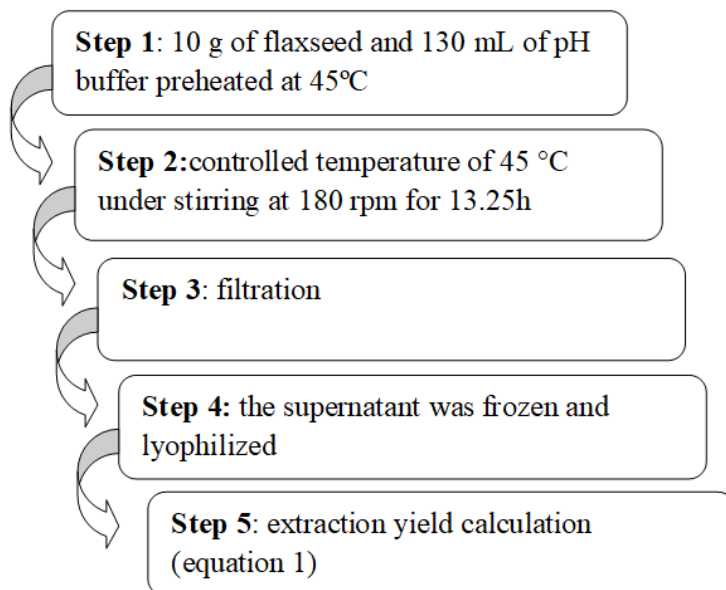 Step 1: 10 g of flaxseed and 130 mL of pH
buffer preheated at 45ºC
Step 2:controlled temperature of 45 °C
under stirring at 180 rpm for 13.25h
Step 3: filtration
Step 4: the supernatant was frozen and
lyophilized
Step 5: extraction yield calculation
(equation 1)